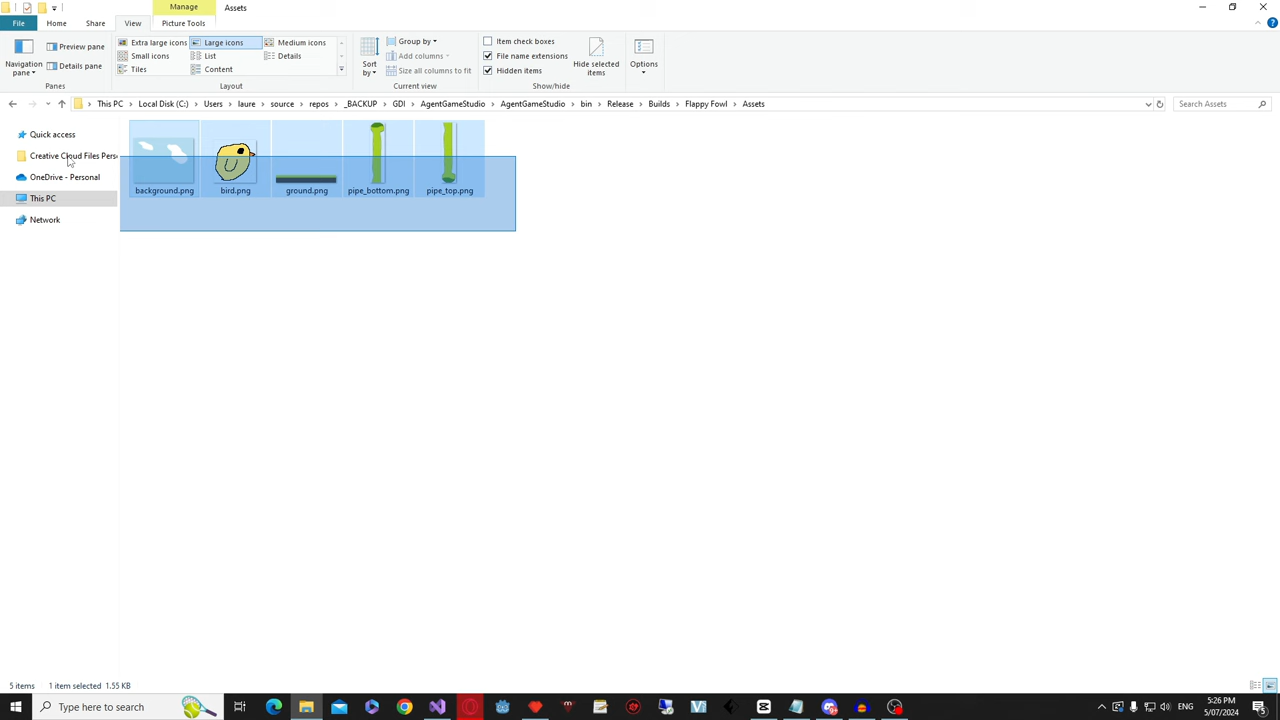 Manage
Assets
File
Home
Share
View
Picture Tools
Navigation pane
Preview pane
Details pane
Panes
Extra large icons
Large icons
Medium icons
Small icons
List
Details
Tiles
Content
Layout
Sort by
Group by
Add columns
Size all columns to fit
Current view
Item check boxes
File name extensions
Hidden items
Hide selected items
Show/hide
Options
This PC > Local Disk (C:) > Users > laure > source > repos > _BACKUP > GDI > AgentGameStudio > AgentGameStudio > bin > Release > Builds > Flappy Fowl > Assets
Search Assets
Quick access
Creative Cloud Files Perso
OneDrive - Personal
This PC
Network
background.png
bird.png
ground.png
pipe_bottom.png
pipe_top.png
5 items
1 item selected 1.55 KB
Type here to search
ENG
5:26 PM
5/07/2024